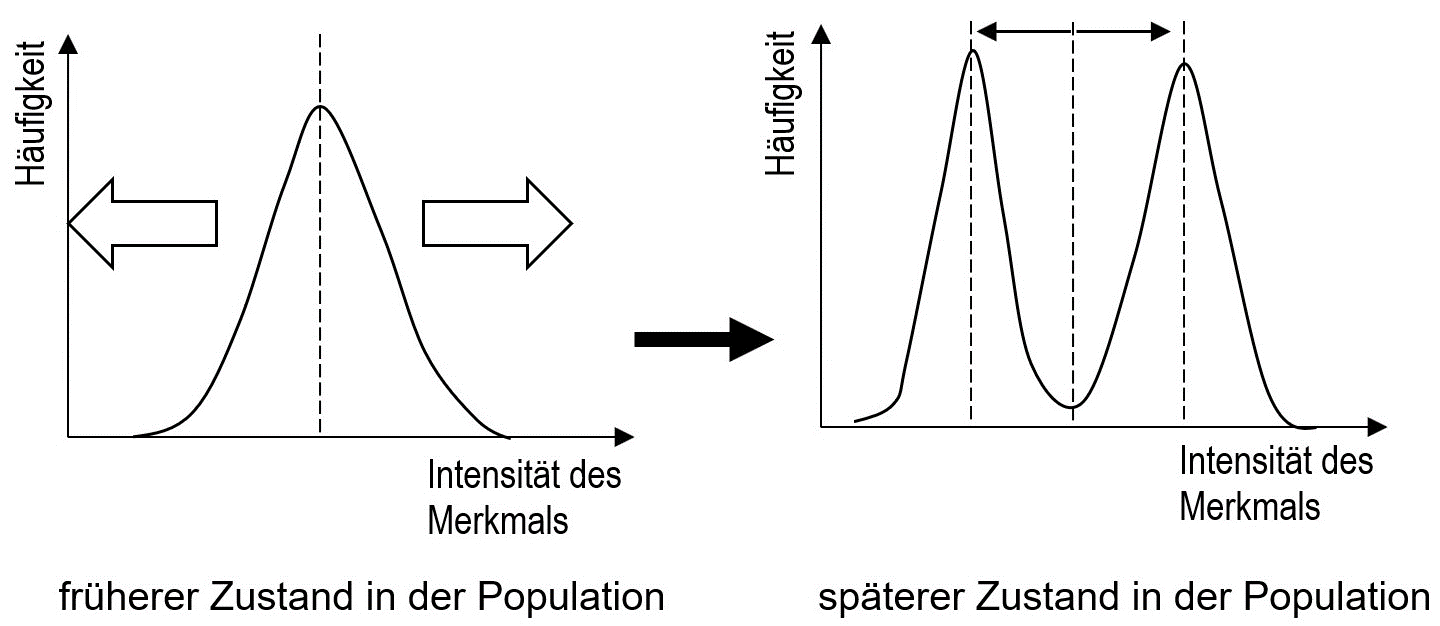 Häufigkeit
Intensität des
Merkmals
früherer Zustand in der Population
Häufigkeit
Intensität des
Merkmals
späterer Zustand in der Population